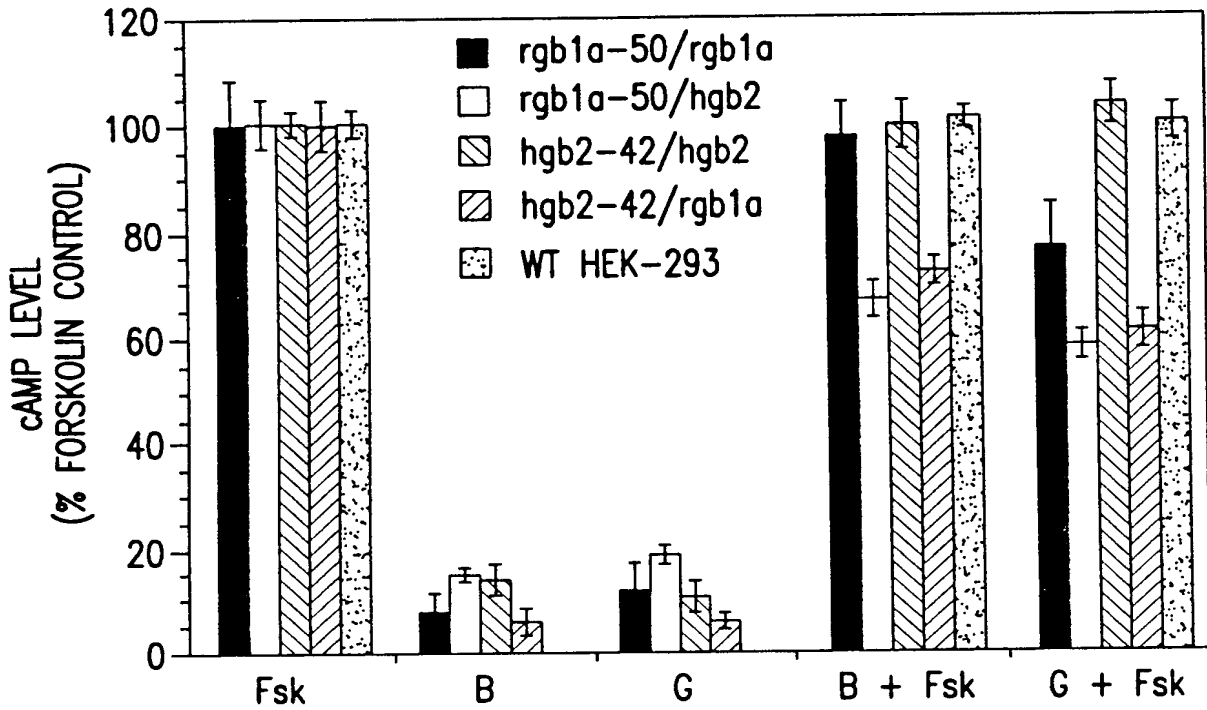 120
100
80
60
40
20
0
cAMP LEVEL
(% FORSKOLIN CONTROL)
rgb1a-50/rgb1a
rgb1a-50/hgb2
hgb2-42/hgb2
hgb2-42/rgb1a
WT HEK-293
Fsk
B
G
B + Fsk
G + Fsk